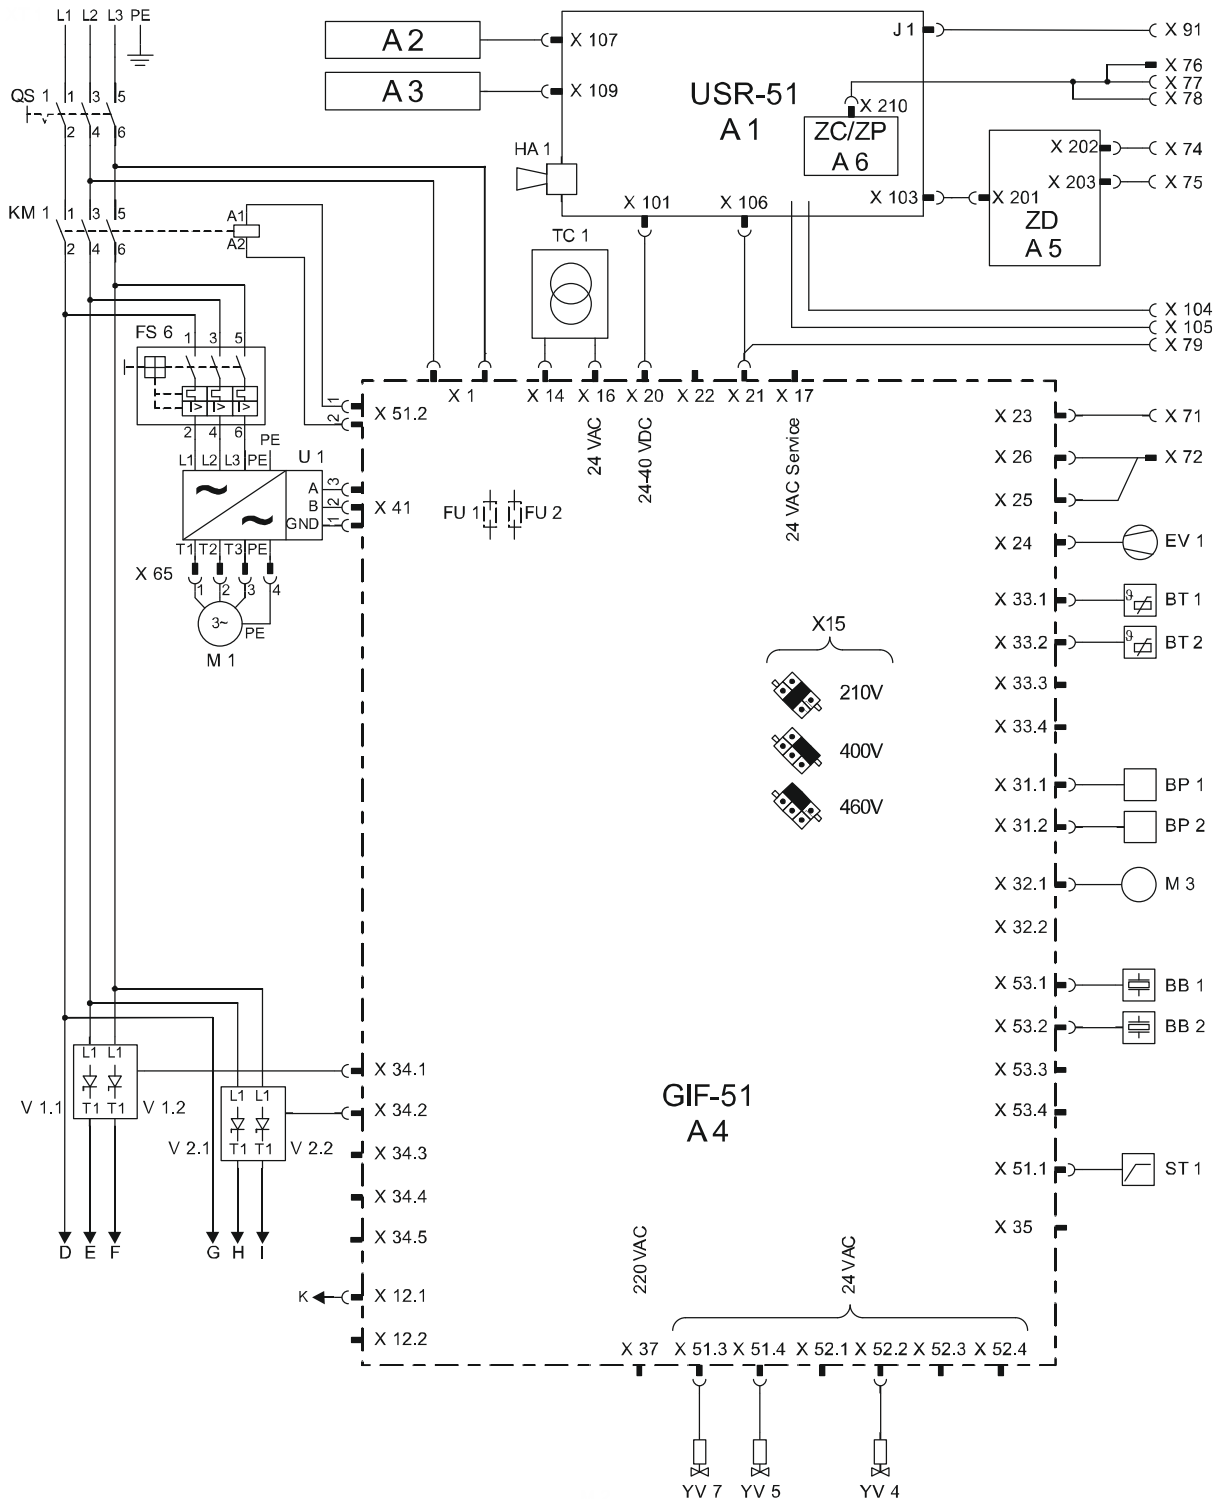 L1 L2 L3 PE
A 2
X 107
J 1
X 91
A 3
X 109
X 76
X 77
X 78
QS 1 1 3 5
2 4 6
USR-51
A 1
X 210
ZC/ZP
A 6
HA 1
X 202
X 74
X 203
X 75
X 103
X 201
ZD
A 5
KM 1 1 3 5
2 4 6
A1
A2
X 101
X 106
TC 1
X 104
X 105
X 79
FS 6
1 3 5
I> I> I>
2 4 6
PE
X 1
X 14
X 16
X 20
X 22
X 21
X 17
24 VAC
24-40 VDC
24 VAC Service
1
2
X 51.2
X 23
X 71
X 26
X 72
X 25
L1 L2 L3 PE
U 1
A 3
B 2
GND 1
X 41
FU 1
FU 2
X 24
EV 1
T1 T2 T3 PE
X 65
1 2 3 4
3~
PE
M 1
X 33.1
ϑ
BT 1
X 33.2
ϑ
BT 2
X 33.3
X 33.4
X15
210V
400V
460V
X 31.1
BP 1
X 31.2
BP 2
X 32.1
M 3
X 32.2
X 53.1
BB 1
X 53.2
BB 2
X 53.3
X 53.4
L1 L1
T1 T1
V 1.1
V 1.2
X 34.1
L1 L1
T1 T1
V 2.1
V 2.2
X 34.2
X 34.3
X 34.4
X 34.5
GIF-51
A 4
X 51.1
ST 1
X 35
D E F G H I
K
X 12.1
X 12.2
220 VAC
24 VAC
X 37
X 51.3
X 51.4
X 52.1
X 52.2
X 52.3
X 52.4
YV 7
YV 5
YV 4